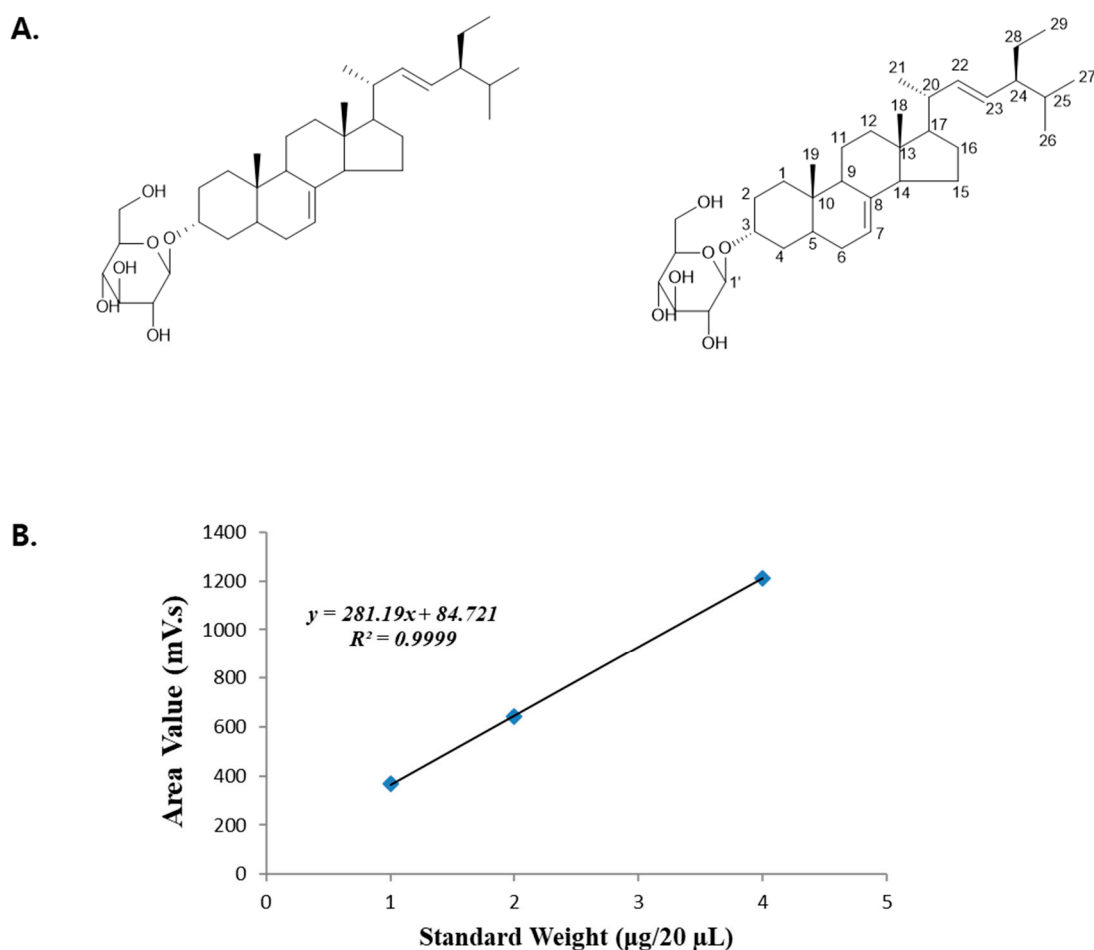 A.
OH
O
O
OH
OH
OH
29
28
21
22
27
20
24
25
23
18
12
17
26
11
13
16
19
1
9
14
15
2
10
8
OH
3
5
7
4
6
O
O
OH
1'
OH
OH
B.
1400
1200
1000
800
600
400
200
0
y = 281.19x + 84.721
R² = 0.9999
Area Value (mV.s)
0 1 2 3 4 5
Standard Weight (µg/20 µL)